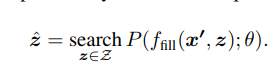 ẑ = search P(f_fill(x′, z); θ).
z∈Z